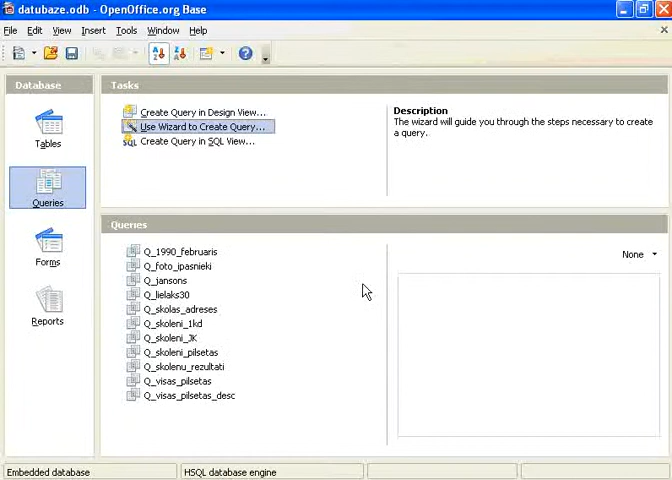 datubaze.odb - OpenOffice.org Base
File Edit View Insert Tools Window Help
Database
Tables
Queries
Forms
Reports
Tasks
Create Query in Design View...
Use Wizard to Create Query...
Create Query in SQL View...
Description
The wizard will guide you through the steps necessary to create
a query.
Queries
Q_1990_februaris
Q_foto_ipasnieki
Q_jansons
Q_lielaks30
Q_skolas_adreses
Q_skoleni_1kd
Q_skoleni_JK
Q_skoleni_pilsetas
Q_skolenu_rezultati
Q_visas_pilsetas
Q_visas_pilsetas_desc
None
Embedded database
HSQL database engine